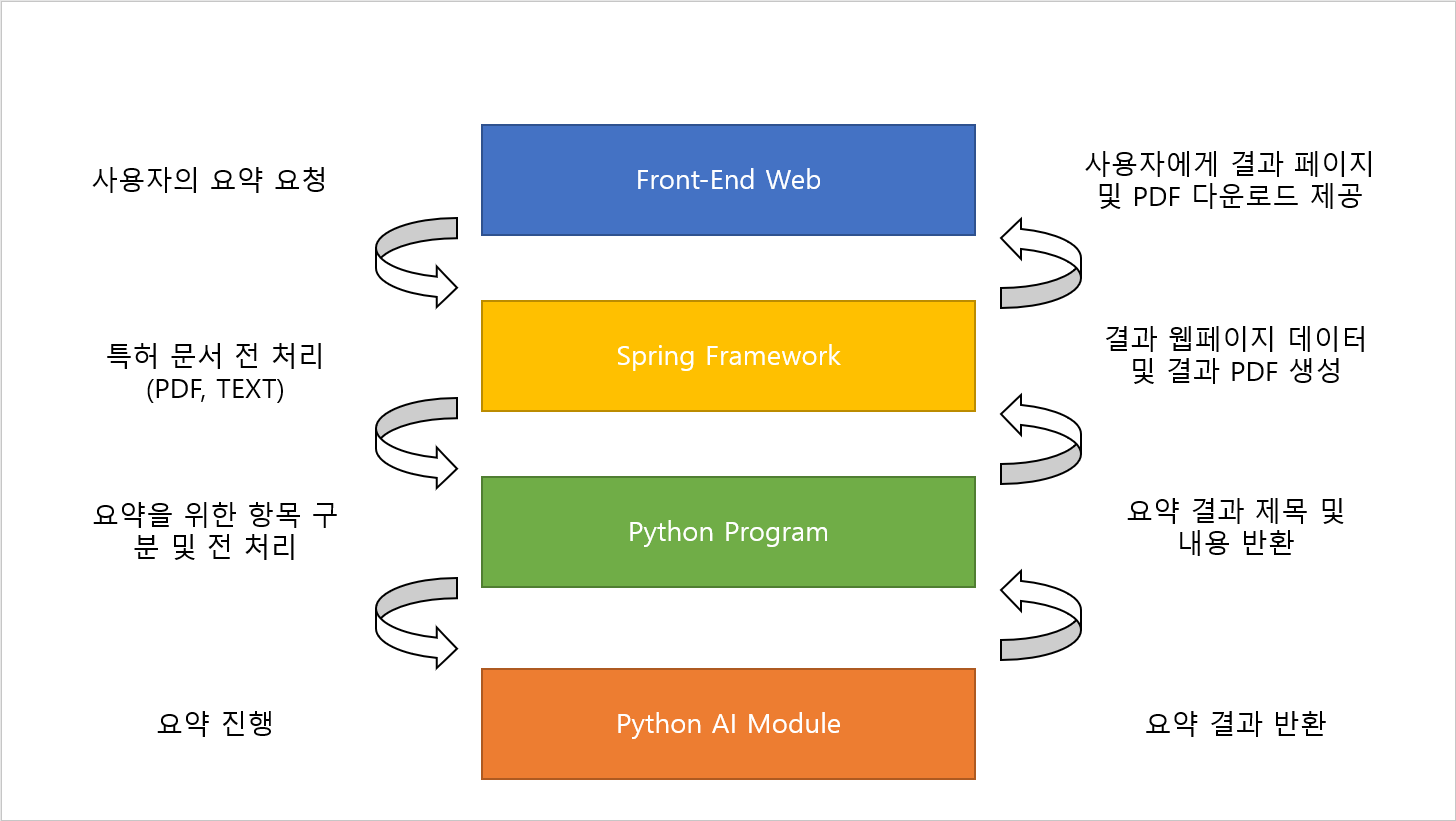 사용자의 요약 요청
Front-End Web
사용자에게 결과 페이지
및 PDF 다운로드 제공
특허 문서 전 처리
(PDF, TEXT)
Spring Framework
결과 웹페이지 데이터
및 결과 PDF 생성
요약을 위한 항목 구
분 및 전 처리
Python Program
요약 결과 제목 및
내용 반환
요약 진행
Python AI Module
요약 결과 반환